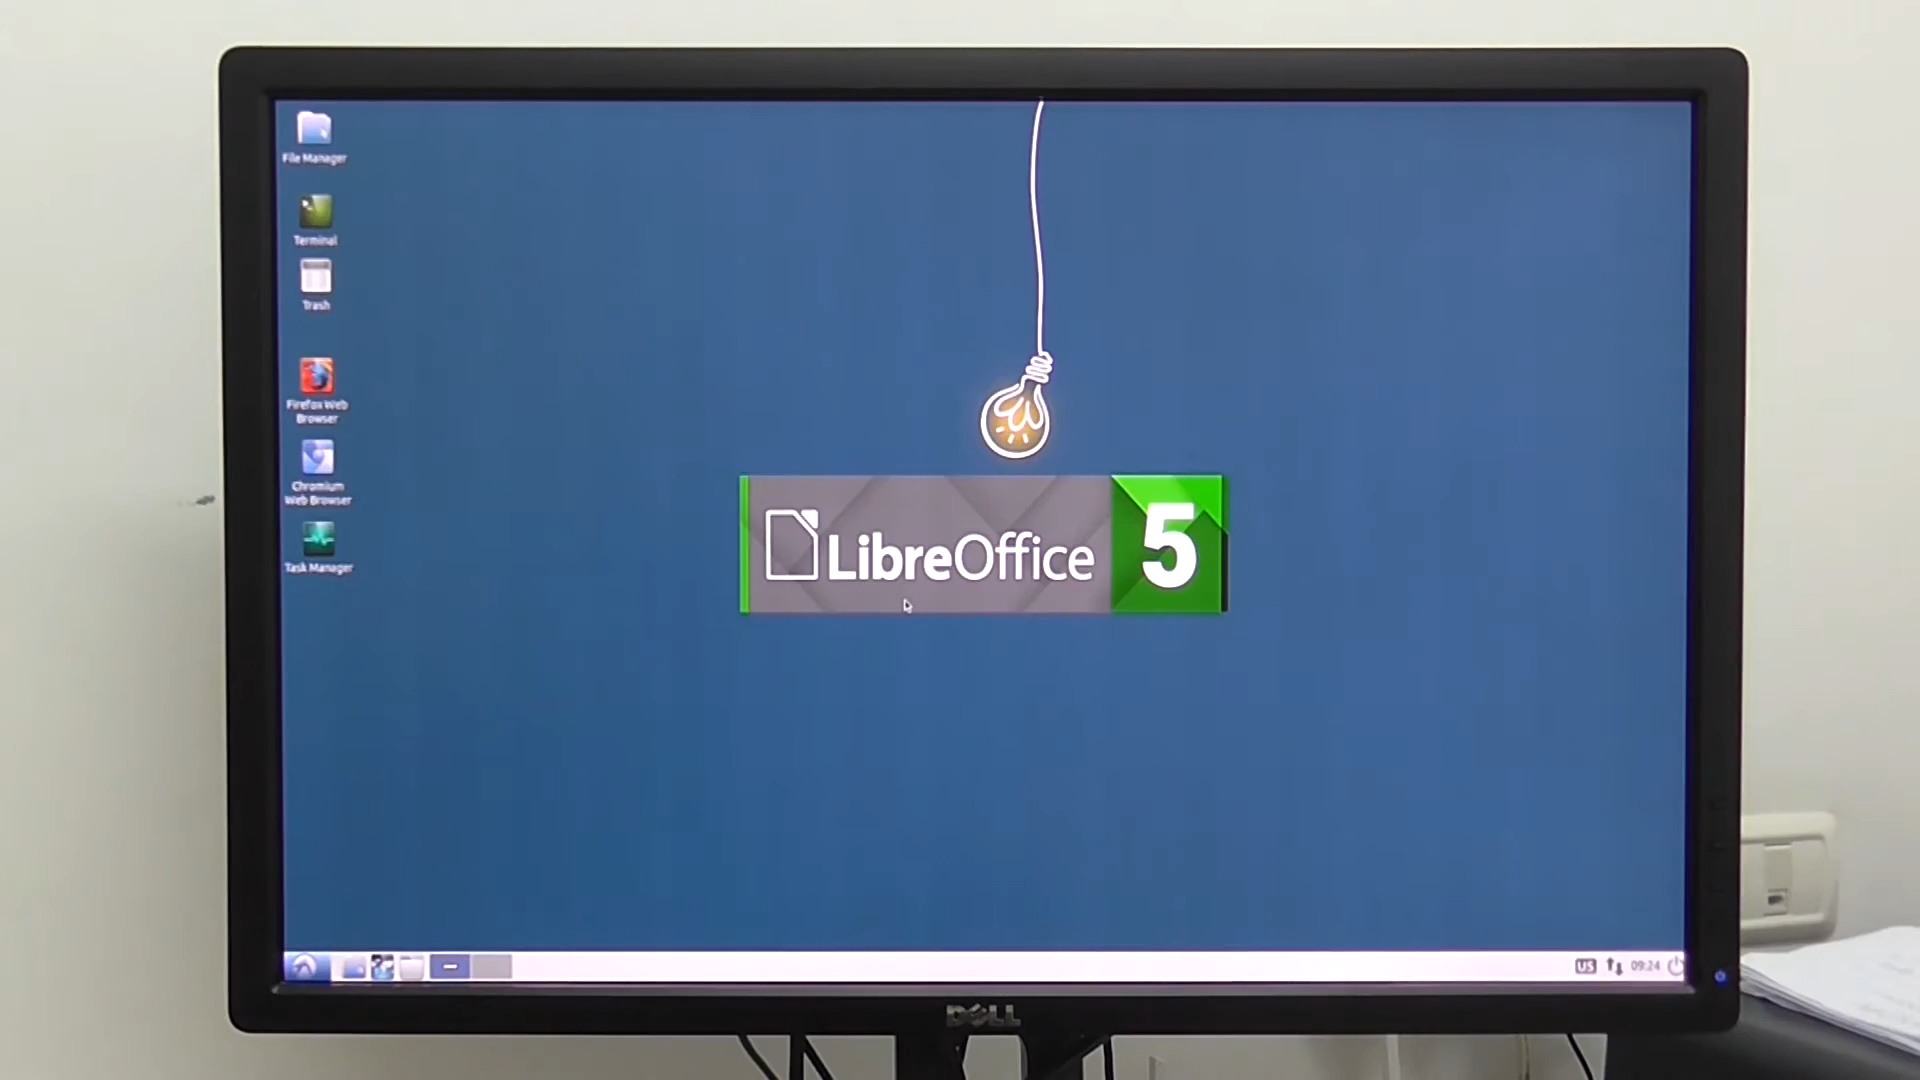 File Manager
Terminal
Trash
Firefox Web
Browser
Chromium
Web Browser
Task Manager
LibreOffice 5
US 09:24
DELL